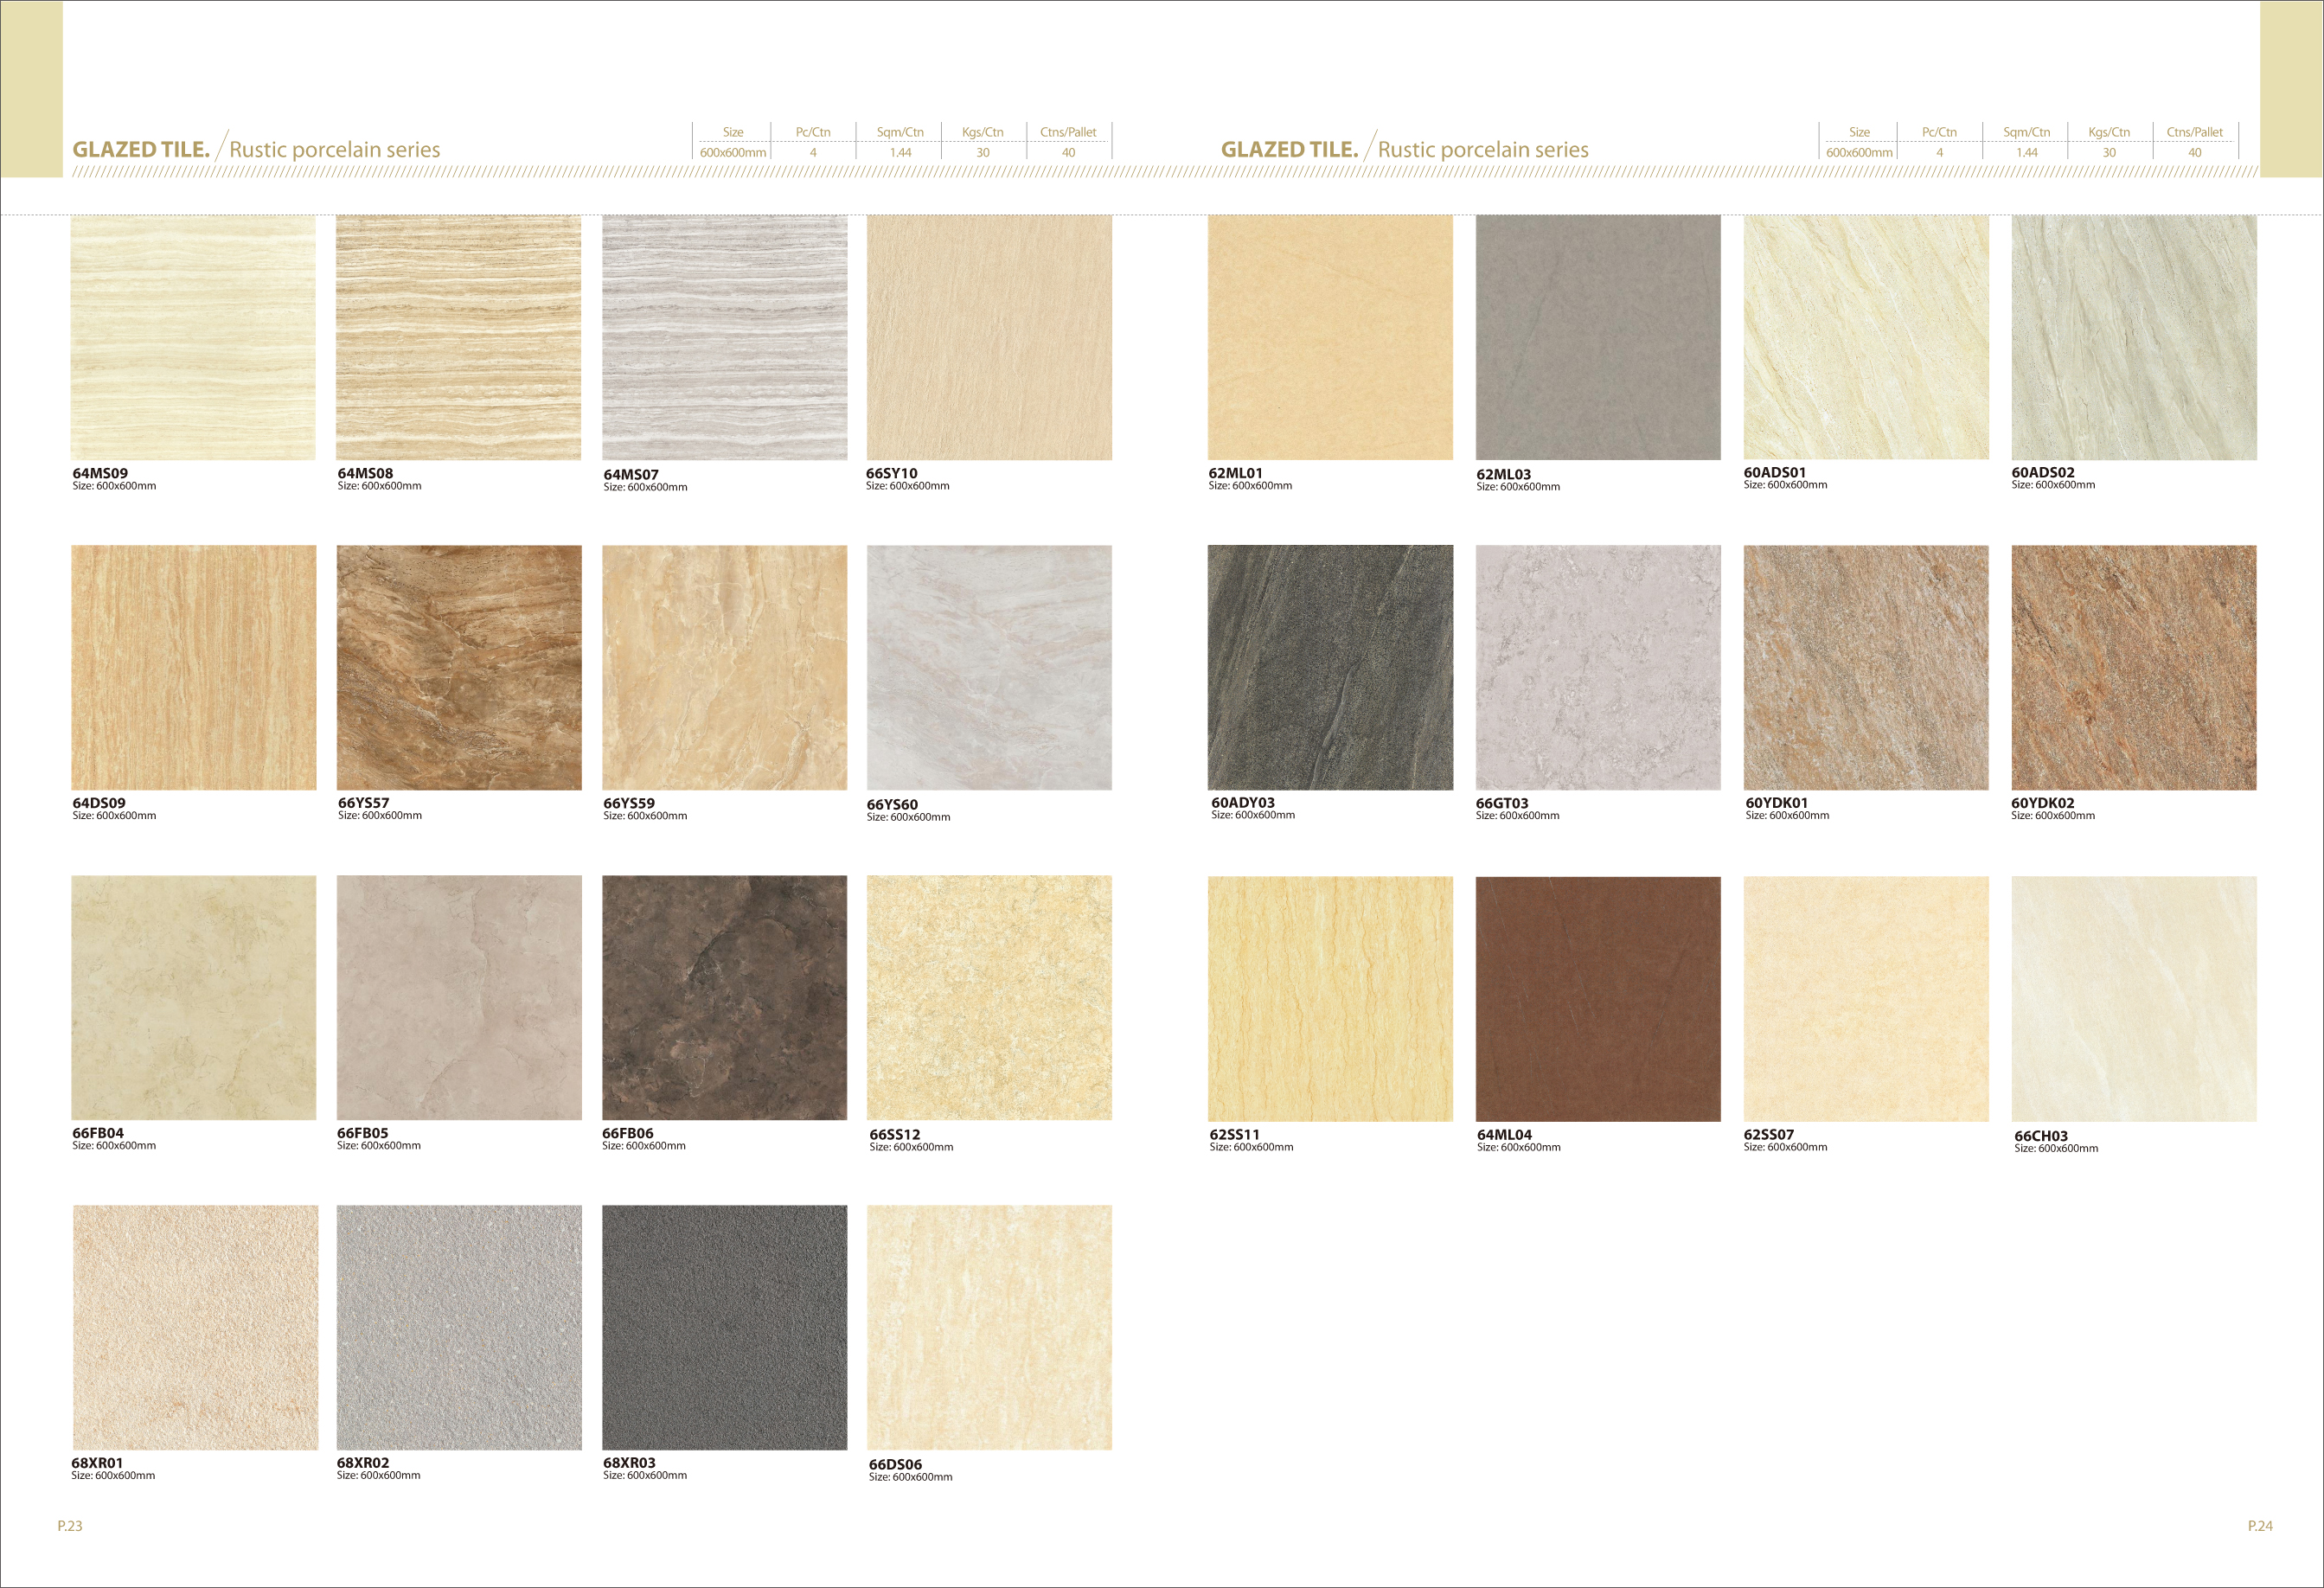 GLAZED TILE. / Rustic porcelain series
Size Pc/Ctn Sqm/Ctn Kgs/Ctn Ctns/Pallet
600x600mm 4 1.44 30 40
64MS09
Size: 600x600mm
64MS08
Size: 600x600mm
64MS07
Size: 600x600mm
66SY10
Size: 600x600mm
64DS09
Size: 600x600mm
66YS57
Size: 600x600mm
66YS59
Size: 600x600mm
66YS60
Size: 600x600mm
66FB04
Size: 600x600mm
66FB05
Size: 600x600mm
66FB06
Size: 600x600mm
66SS12
Size: 600x600mm
68XR01
Size: 600x600mm
68XR02
Size: 600x600mm
68XR03
Size: 600x600mm
66DS06
Size: 600x600mm
P.23
GLAZED TILE. / Rustic porcelain series
Size Pc/Ctn Sqm/Ctn Kgs/Ctn Ctns/Pallet
600x600mm 4 1.44 30 40
62ML01
Size: 600x600mm
62ML03
Size: 600x600mm
60ADS01
Size: 600x600mm
60ADS02
Size: 600x600mm
60ADY03
Size: 600x600mm
66GT03
Size: 600x600mm
60YDK01
Size: 600x600mm
60YDK02
Size: 600x600mm
62SS11
Size: 600x600mm
64ML04
Size: 600x600mm
62SS07
Size: 600x600mm
66CH03
Size: 600x600mm
P.24